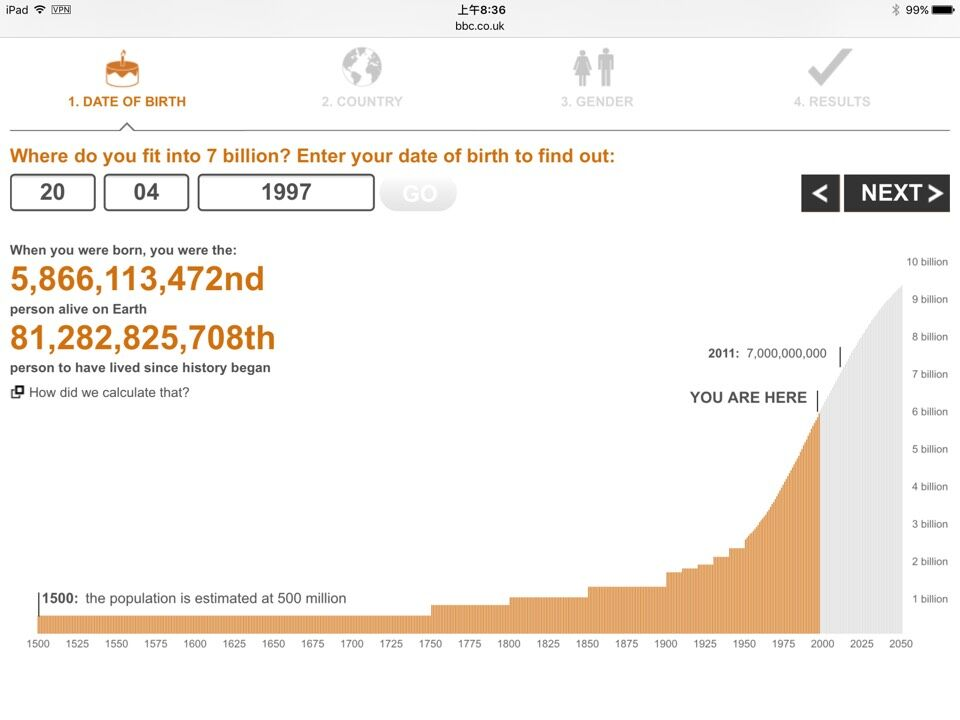 iPad VPN 上午8:36 99%
bbc.co.uk
1. DATE OF BIRTH 2. COUNTRY 3. GENDER 4. RESULTS
Where do you fit into 7 billion? Enter your date of birth to find out:
20 04 1997 GO < NEXT >
When you were born, you were the:
5,866,113,472nd
person alive on Earth
81,282,825,708th
person to have lived since history began
How did we calculate that?
10 billion
9 billion
8 billion
2011: 7,000,000,000
7 billion
YOU ARE HERE
6 billion
5 billion
4 billion
3 billion
2 billion
1500: the population is estimated at 500 million
1 billion
1500 1525 1550 1575 1600 1625 1650 1675 1700 1725 1750 1775 1800 1825 1850 1875 1900 1925 1950 1975 2000 2025 2050